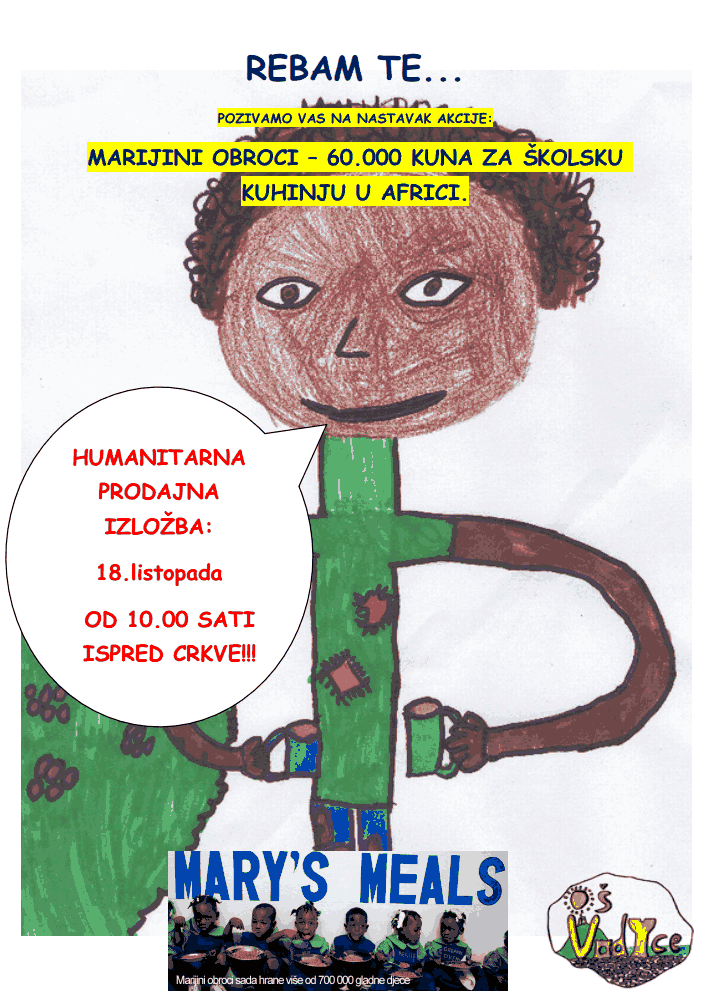 REBAM TE...
POZIVAMO VAS NA NASTAVAK AKCIJE:
MARIJINI OBROCI – 60.000 KUNA ZA ŠKOLSKU
KUHINJU U AFRICI.
HUMANITARNA
PRODAJNA
IZLOŽBA:
18.listopada
OD 10.00 SATI
ISPRED CRKVE!!!
MARY'S MEALS
Marijini obroci sada hrane više od 700 000 gladne djece
OŠ
Vodice